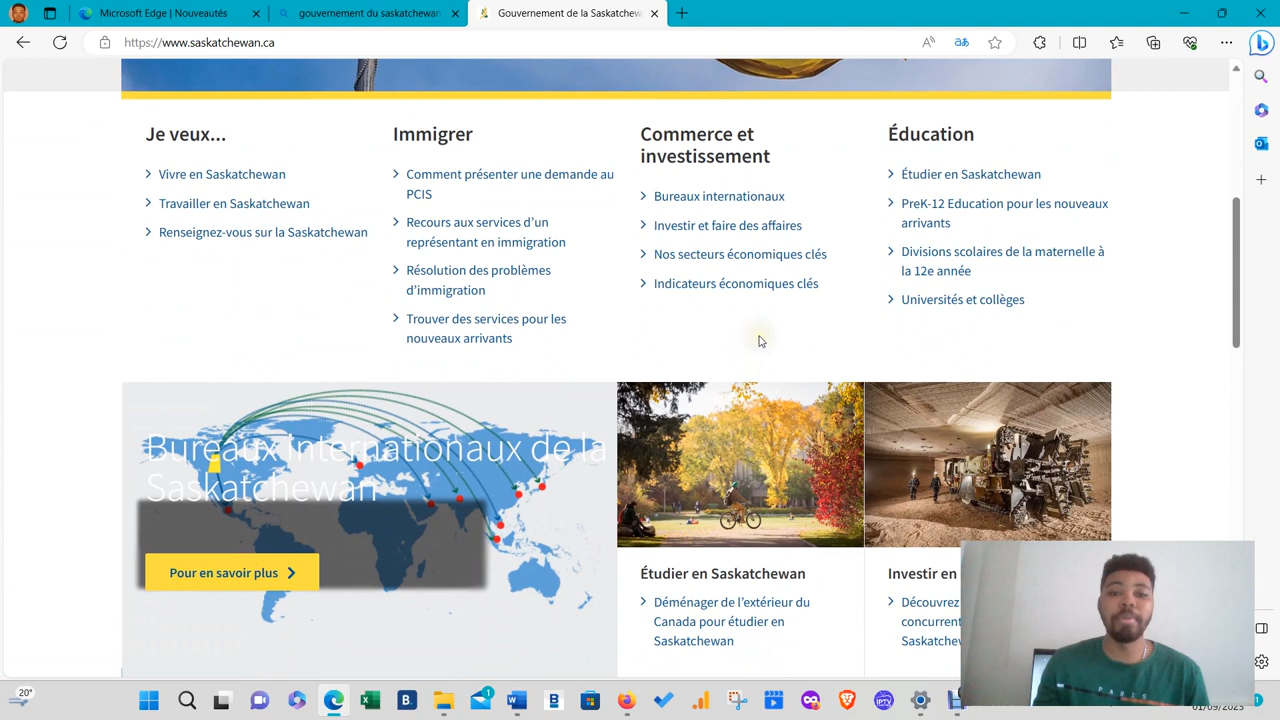 Microsoft Edge | Nouveautés
gouvernement du saskatchewan
Gouvernement de la Saskatchew
https://www.saskatchewan.ca
Je veux...
Vivre en Saskatchewan
Travailler en Saskatchewan
Renseignez-vous sur la Saskatchewan
Immigrer
Comment présenter une demande au
PCIS
Recours aux services d’un
représentant en immigration
Résolution des problèmes
d’immigration
Trouver des services pour les
nouveaux arrivants
Commerce et
investissement
Bureaux internationaux
Investir et faire des affaires
Nos secteurs économiques clés
Indicateurs économiques clés
Éducation
Étudier en Saskatchewan
PreK-12 Education pour les nouveaux
arrivants
Divisions scolaires de la maternelle à
la 12e année
Universités et collèges
Bureaux internationaux de la
Saskatchewan
Pour en savoir plus
Étudier en Saskatchewan
Déménager de l’extérieur du
Canada pour étudier en
Saskatchewan
Investir en
Découvrez
concurrent
Saskatchew
PARIS
20°
01/09/2023